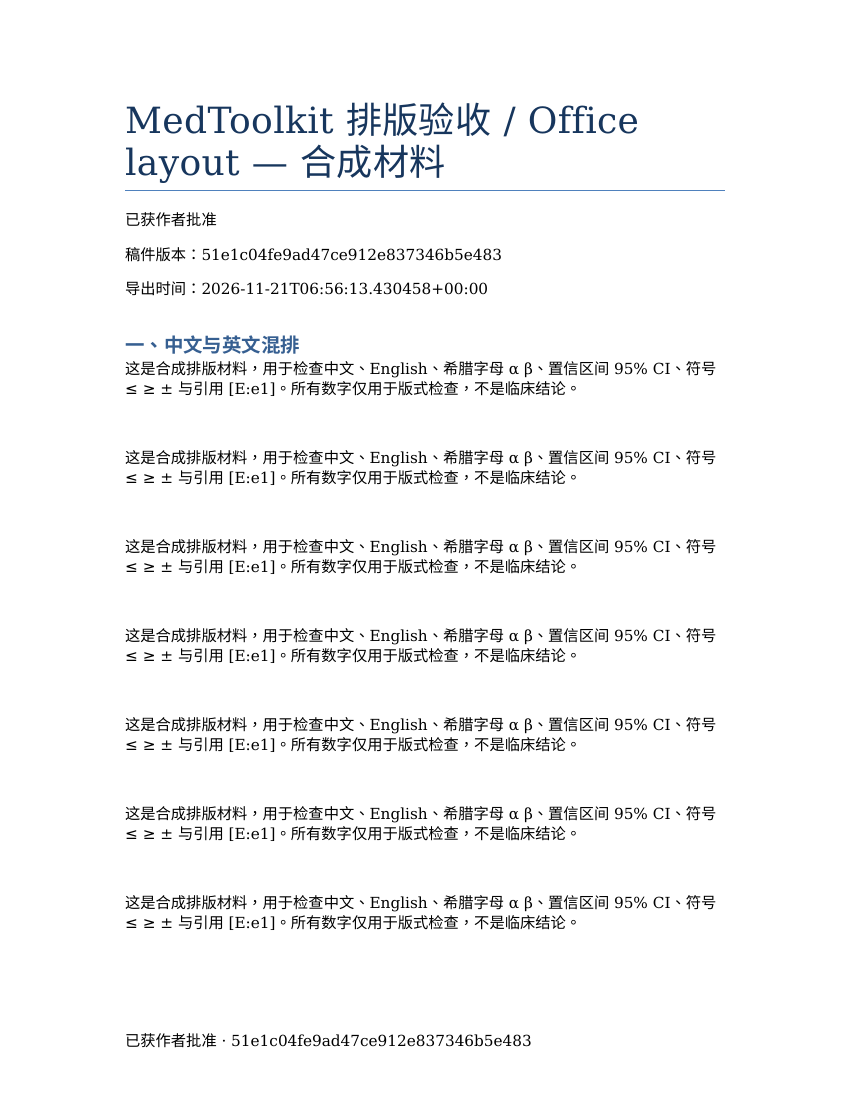 MedToolkit 排版验收 / Office
layout — 合成材料
已获作者批准
稿件版本：51e1c04fe9ad47ce912e837346b5e483
导出时间：2026-11-21T06:56:13.430458+00:00
一、中文与英文混排
这是合成排版材料，用于检查中文、English、希腊字母 α β、置信区间 95% CI、符号
≤ ≥ ± 与引用 [E:e1]。所有数字仅用于版式检查，不是临床结论。
这是合成排版材料，用于检查中文、English、希腊字母 α β、置信区间 95% CI、符号
≤ ≥ ± 与引用 [E:e1]。所有数字仅用于版式检查，不是临床结论。
这是合成排版材料，用于检查中文、English、希腊字母 α β、置信区间 95% CI、符号
≤ ≥ ± 与引用 [E:e1]。所有数字仅用于版式检查，不是临床结论。
这是合成排版材料，用于检查中文、English、希腊字母 α β、置信区间 95% CI、符号
≤ ≥ ± 与引用 [E:e1]。所有数字仅用于版式检查，不是临床结论。
这是合成排版材料，用于检查中文、English、希腊字母 α β、置信区间 95% CI、符号
≤ ≥ ± 与引用 [E:e1]。所有数字仅用于版式检查，不是临床结论。
这是合成排版材料，用于检查中文、English、希腊字母 α β、置信区间 95% CI、符号
≤ ≥ ± 与引用 [E:e1]。所有数字仅用于版式检查，不是临床结论。
这是合成排版材料，用于检查中文、English、希腊字母 α β、置信区间 95% CI、符号
≤ ≥ ± 与引用 [E:e1]。所有数字仅用于版式检查，不是临床结论。
已获作者批准 · 51e1c04fe9ad47ce912e837346b5e483